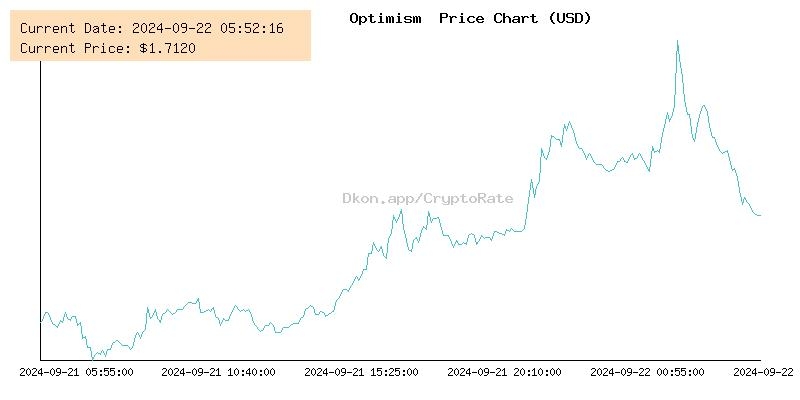 Optimism  Price Chart (USD)
Current Date: 2024-09-22 05:52:16
Current Price: $1.7120
Dkon.app/CryptoRate
2024-09-21 05:55:00 2024-09-21 10:40:00 2024-09-21 15:25:00 2024-09-21 20:10:00 2024-09-22 00:55:00 2024-09-22